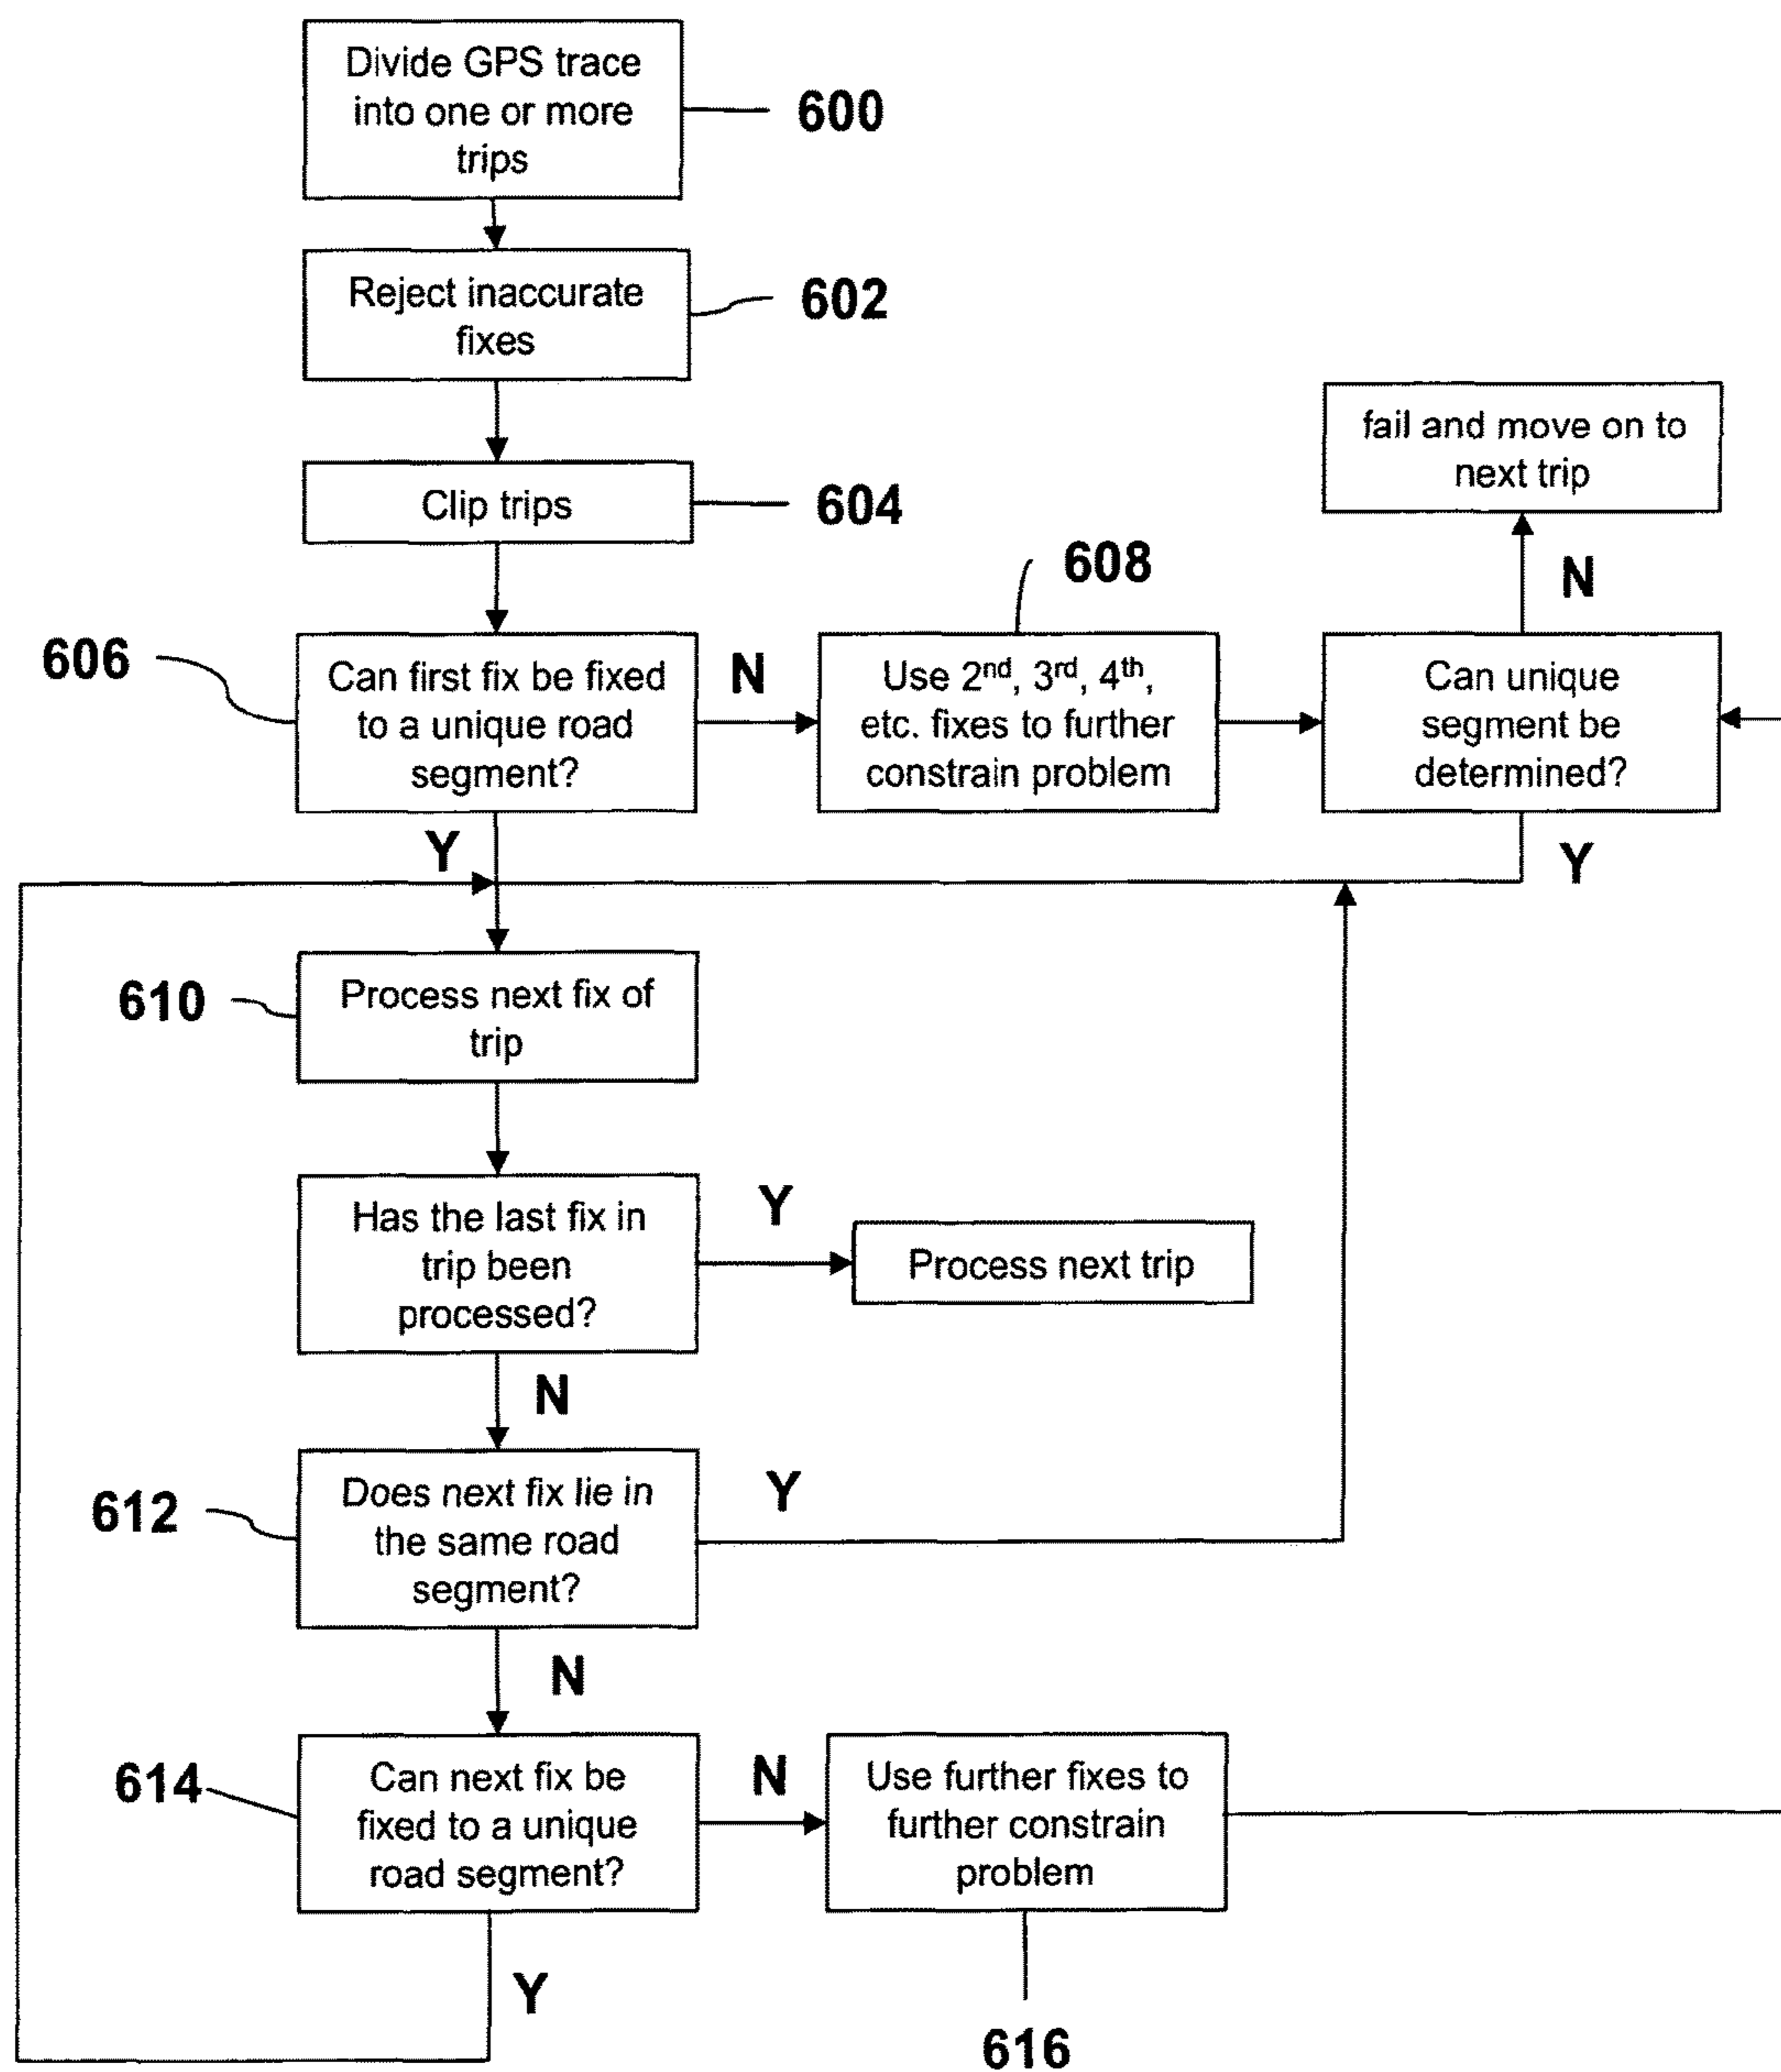 Divide GPS trace
into one or more
trips
600
Reject inaccurate
fixes
602
Clip trips
604
fail and move on to
next trip
N
608
606
Can first fix be fixed
to a unique road
segment?
N
Use 2nd, 3rd, 4th,
etc. fixes to further
constrain problem
Can unique
segment be
determined?
Y
Y
610
Process next fix of
trip
Has the last fix in
trip been
processed?
Y
Process next trip
N
612
Does next fix lie in
the same road
segment?
Y
N
614
Can next fix be
fixed to a unique
road segment?
N
Use further fixes to
further constrain
problem
Y
616